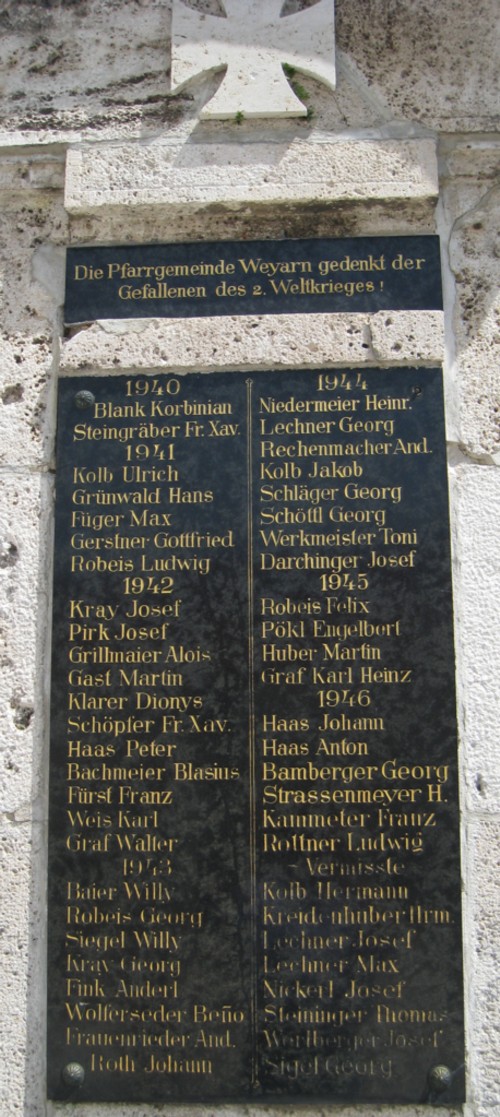 Die Pfarrgemeinde Weyarn gedenkt der
Gefallenen des 2. Weltkrieges!
1940
Blank Korbinian
Steingräber Fr. Xav.
1941
Kolb Ulrich
Grünwald Hans
Füger Max
Gerstner Gottfried
Robeis Ludwig
1942
Kray Josef
Pirk Josef
Grillmaier Alois
Gast Martin
Klarer Dionys
Schöpfer Fr. Xav.
Haas Peter
Bachmeier Blasius
Fürst Franz
Weis Karl
Graf Walter
1943
Baier Willy
Robeis Georg
Siegel Willy
Kray Georg
Fink Anderl
Wolferseder Beño
Frauenrieder And.
Roth Johann
1944
Niedermeier Heinr.
Lechner Georg
Rechenmacher And.
Kolb Jakob
Schläger Georg
Schöttl Georg
Werkmeister Toni
Darchinger Josef
1945
Robeis Felix
Pökl Engelbert
Huber Martin
Graf Karl Heinz
1946
Haas Johann
Haas Anton
Bamberger Georg
Strassenmeyer H.
Kammeter Franz
Rottner Ludwig
Vermisste
Kolb Hermann
Kreidenhuber Hrm.
Lechner Josef
Lechner Max
Nickerl Josef
Steininger Thomas
Werlberger Josef
Sigel Georg